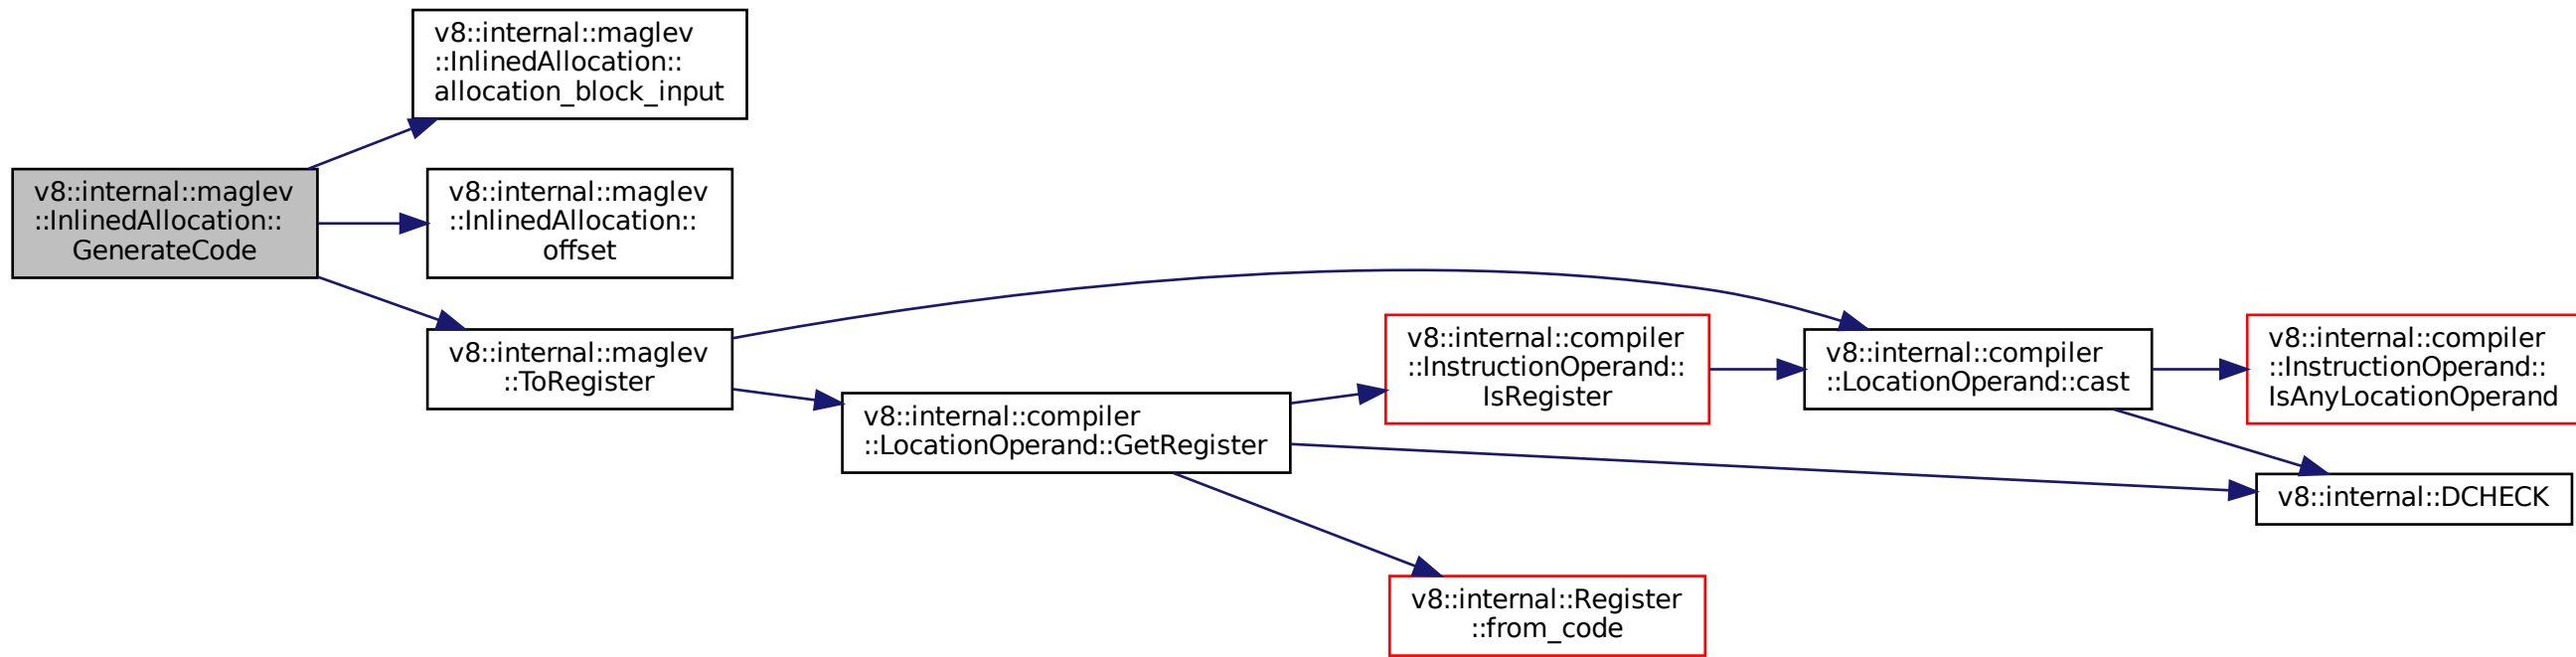 v8::internal::maglev
::InlinedAllocation::
allocation_block_input
v8::internal::maglev
::InlinedAllocation::
GenerateCode
v8::internal::maglev
::InlinedAllocation::
offset
v8::internal::maglev
::ToRegister
v8::internal::compiler
::LocationOperand::GetRegister
v8::internal::compiler
::InstructionOperand::
IsRegister
v8::internal::compiler
::LocationOperand::cast
v8::internal::compiler
::InstructionOperand::
IsAnyLocationOperand
v8::internal::DCHECK
v8::internal::Register
::from_code